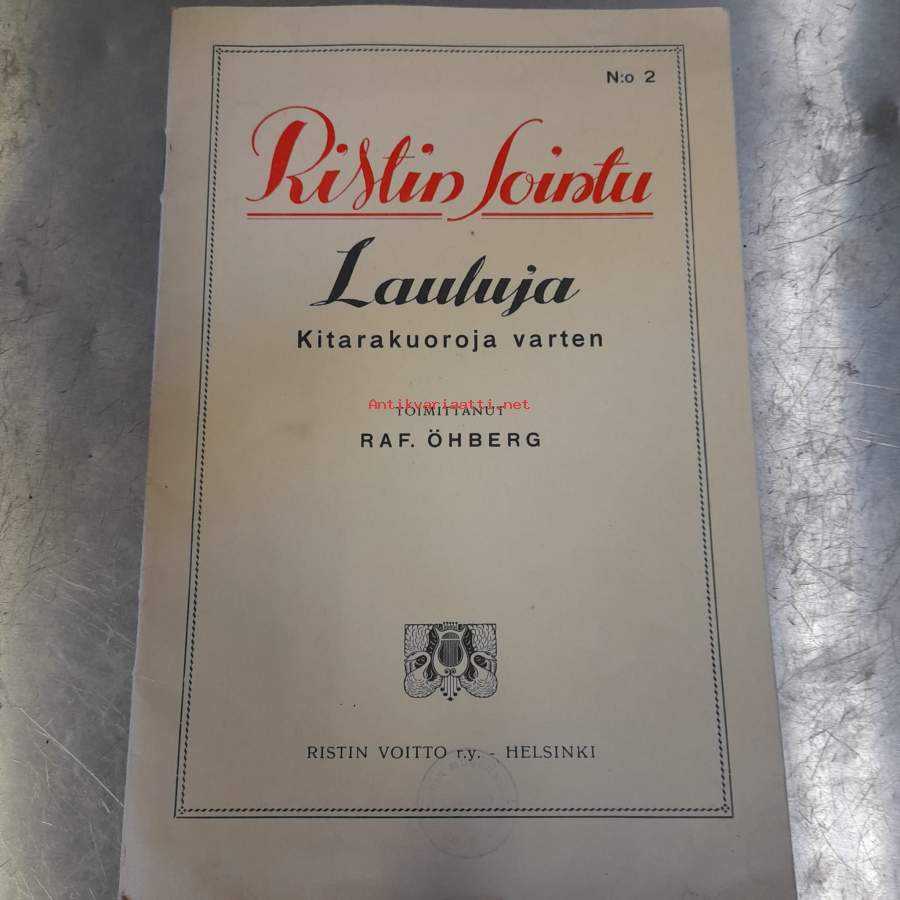 N:o 2
Ristin Sointu
Lauluja
Kitarakuoroja varten
Antikvariaatti.net
TOIMITTANUT
RAF. ÖHBERG
RISTIN VOITTO r.y. - HELSINKI